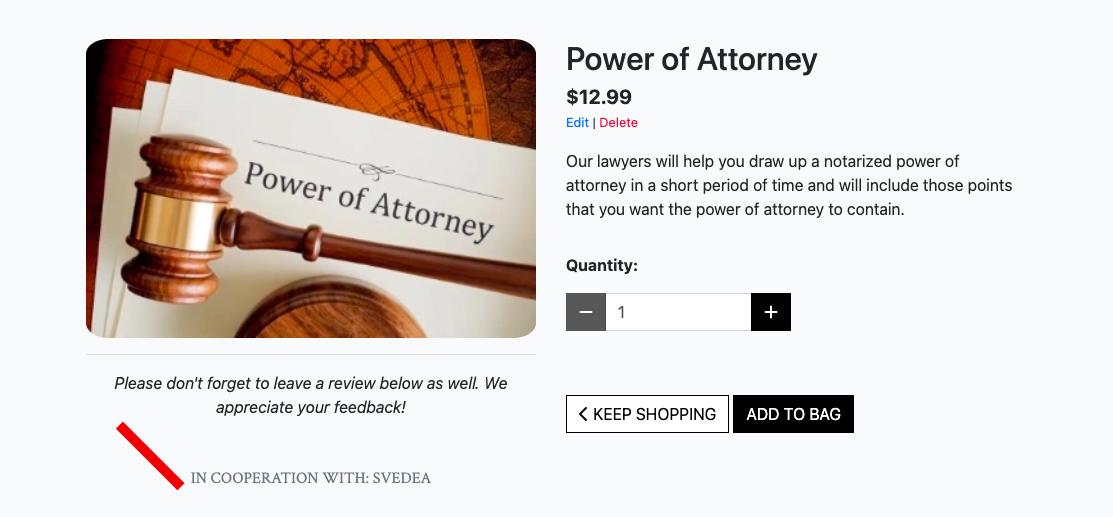 Power of Attorney
Power of Attorney
$12.99
Edit | Delete
Our lawyers will help you draw up a notarized power of
attorney in a short period of time and will include those points
that you want the power of attorney to contain.
Quantity:
1
KEEP SHOPPING
ADD TO BAG
Please don't forget to leave a review below as well. We
appreciate your feedback!
IN COOPERATION WITH: SVEDEA